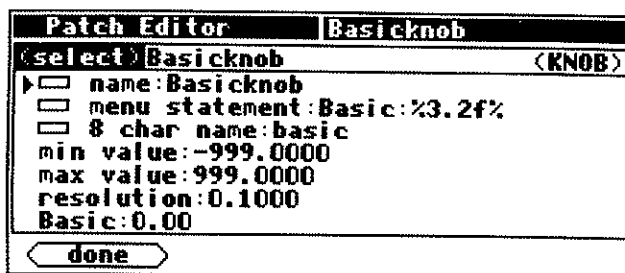 Patch Editor Basicknob
(select) Basicknob (KNOB)
name:Basicknob
menu statement:Basic:%3.2f%
8 char name:basic
min value:-999.0000
max value:999.0000
resolution:0.1000
Basic:0.00
done